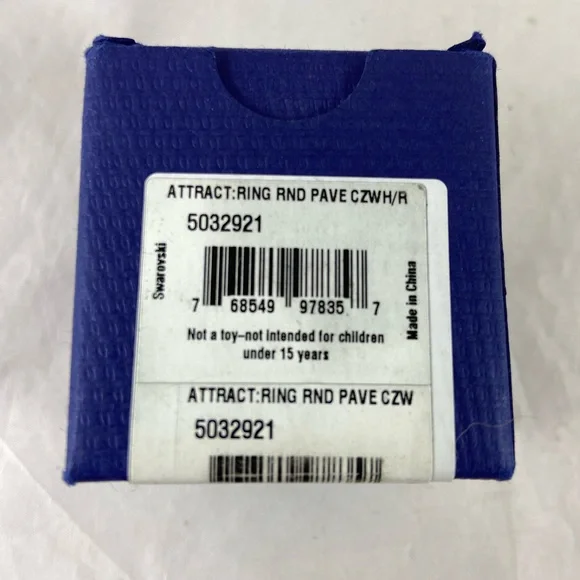 ATTRACT:RING RND PAVE CZWH/R
5032921
Swarovski
7 68549 97835 7
Made in China
Not a toy–not intended for children
under 15 years
ATTRACT:RING RND PAVE CZW
5032921